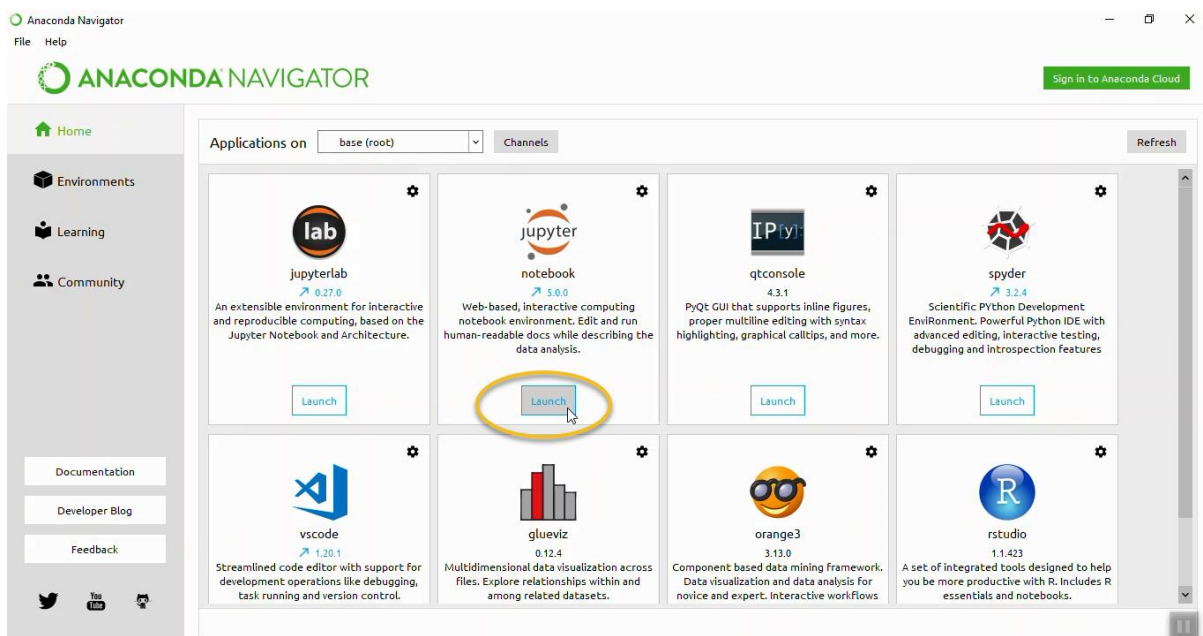 Anaconda Navigator
File Help
ANACONDA NAVIGATOR
Sign in to Anaconda Cloud
Home
Environments
Learning
Community
Documentation
Developer Blog
Feedback
You
Tube
Applications on base (root) Channels Refresh
lab
jupyterlab
0.27.0
An extensible environment for interactive
and reproducible computing, based on the
Jupyter Notebook and Architecture.
Launch
jupyter
notebook
5.0.0
Web-based, interactive computing
notebook environment. Edit and run
human-readable docs while describing the
data analysis.
Launch
IP[y]:
qtconsole
4.3.1
PyQt GUI that supports inline figures,
proper multiline editing with syntax
highlighting, graphical calltips, and more.
Launch
spyder
3.2.4
Scientific PYthon Development
EnviRonment. Powerful Python IDE with
advanced editing, interactive testing,
debugging and introspection features
Launch
vscode
1.20.1
Streamlined code editor with support for
development operations like debugging,
task running and version control.
glueviz
0.12.4
Multidimensional data visualization across
files. Explore relationships within and
among related datasets.
orange3
3.13.0
Component based data mining framework.
Data visualization and data analysis for
novice and expert. Interactive workflows
R
rstudio
1.1.423
A set of integrated tools designed to help
you be more productive with R. Includes R
essentials and notebooks.